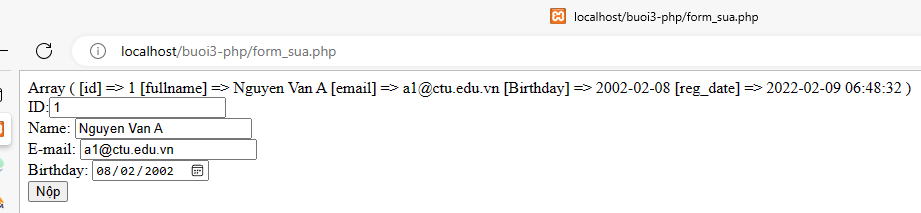 localhost/buoi3-php/form_sua.php
localhost/buoi3-php/form_sua.php
Array ( [id] => 1 [fullname] => Nguyen Van A [email] => a1@ctu.edu.vn [Birthday] => 2002-02-08 [reg_date] => 2022-02-09 06:48:32 )
ID: 1
Name: Nguyen Van A
E-mail: a1@ctu.edu.vn
Birthday: 08/02/2002
Nộp